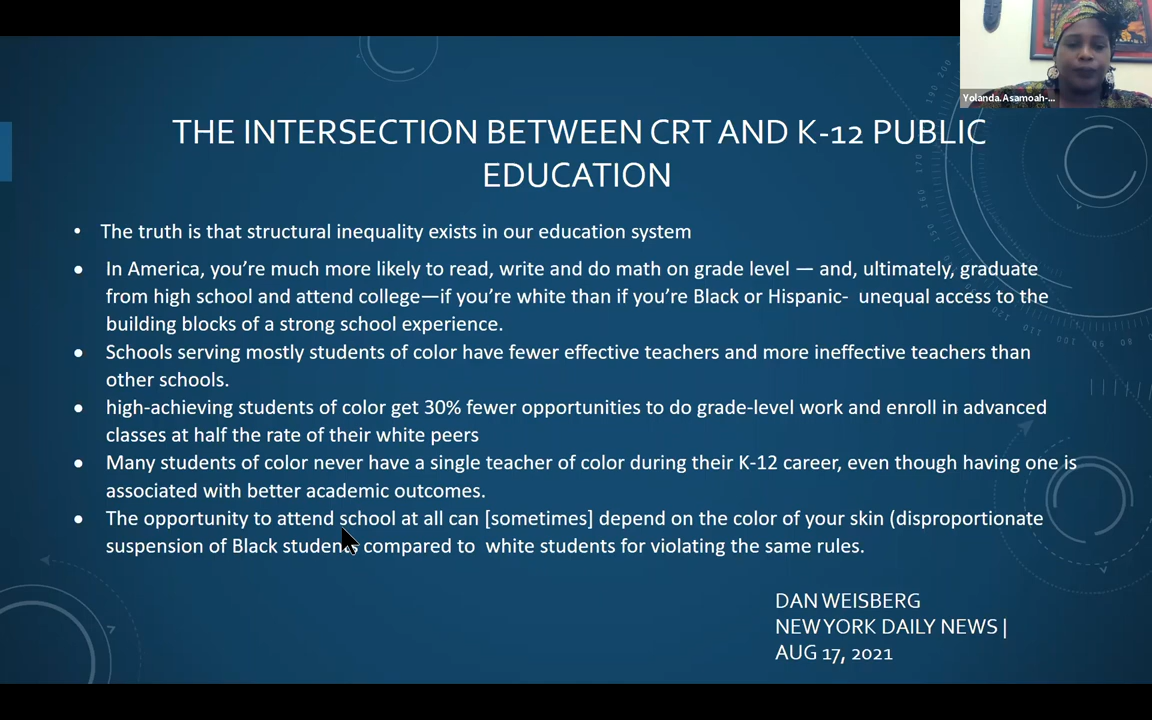 Yolanda.Asamoah-...
THE INTERSECTION BETWEEN CRT AND K-12 PUBLIC
EDUCATION
• The truth is that structural inequality exists in our education system
● In America, you’re much more likely to read, write and do math on grade level — and, ultimately, graduate
from high school and attend college—if you’re white than if you’re Black or Hispanic-  unequal access to the
building blocks of a strong school experience.
● Schools serving mostly students of color have fewer effective teachers and more ineffective teachers than
other schools.
● high-achieving students of color get 30% fewer opportunities to do grade-level work and enroll in advanced
classes at half the rate of their white peers
● Many students of color never have a single teacher of color during their K-12 career, even though having one is
associated with better academic outcomes.
● The opportunity to attend school at all can [sometimes] depend on the color of your skin (disproportionate
suspension of Black students compared to  white students for violating the same rules.
DAN WEISBERG
NEW YORK DAILY NEWS |
AUG 17, 2021